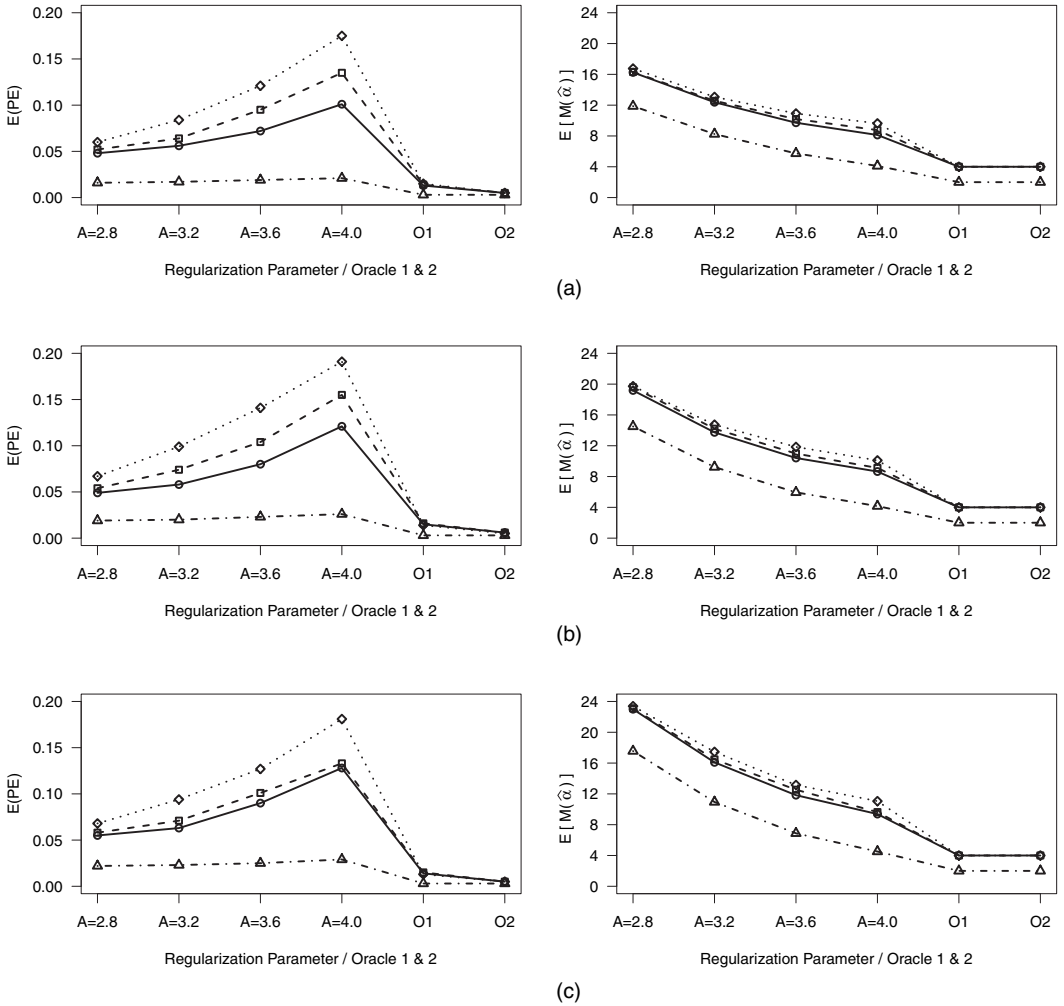 E(PE)
0.20
0.15
0.10
0.05
0.00
A=2.8 A=3.2 A=3.6 A=4.0 O1 O2
Regularization Parameter / Oracle 1 & 2
E [ M( α̂ ) ]
24
20
16
12
8
4
0
A=2.8 A=3.2 A=3.6 A=4.0 O1 O2
Regularization Parameter / Oracle 1 & 2
(a)
E(PE)
0.20
0.15
0.10
0.05
0.00
A=2.8 A=3.2 A=3.6 A=4.0 O1 O2
Regularization Parameter / Oracle 1 & 2
E [ M( α̂ ) ]
24
20
16
12
8
4
0
A=2.8 A=3.2 A=3.6 A=4.0 O1 O2
Regularization Parameter / Oracle 1 & 2
(b)
E(PE)
0.20
0.15
0.10
0.05
0.00
A=2.8 A=3.2 A=3.6 A=4.0 O1 O2
Regularization Parameter / Oracle 1 & 2
E [ M( α̂ ) ]
24
20
16
12
8
4
0
A=2.8 A=3.2 A=3.6 A=4.0 O1 O2
Regularization Parameter / Oracle 1 & 2
(c)